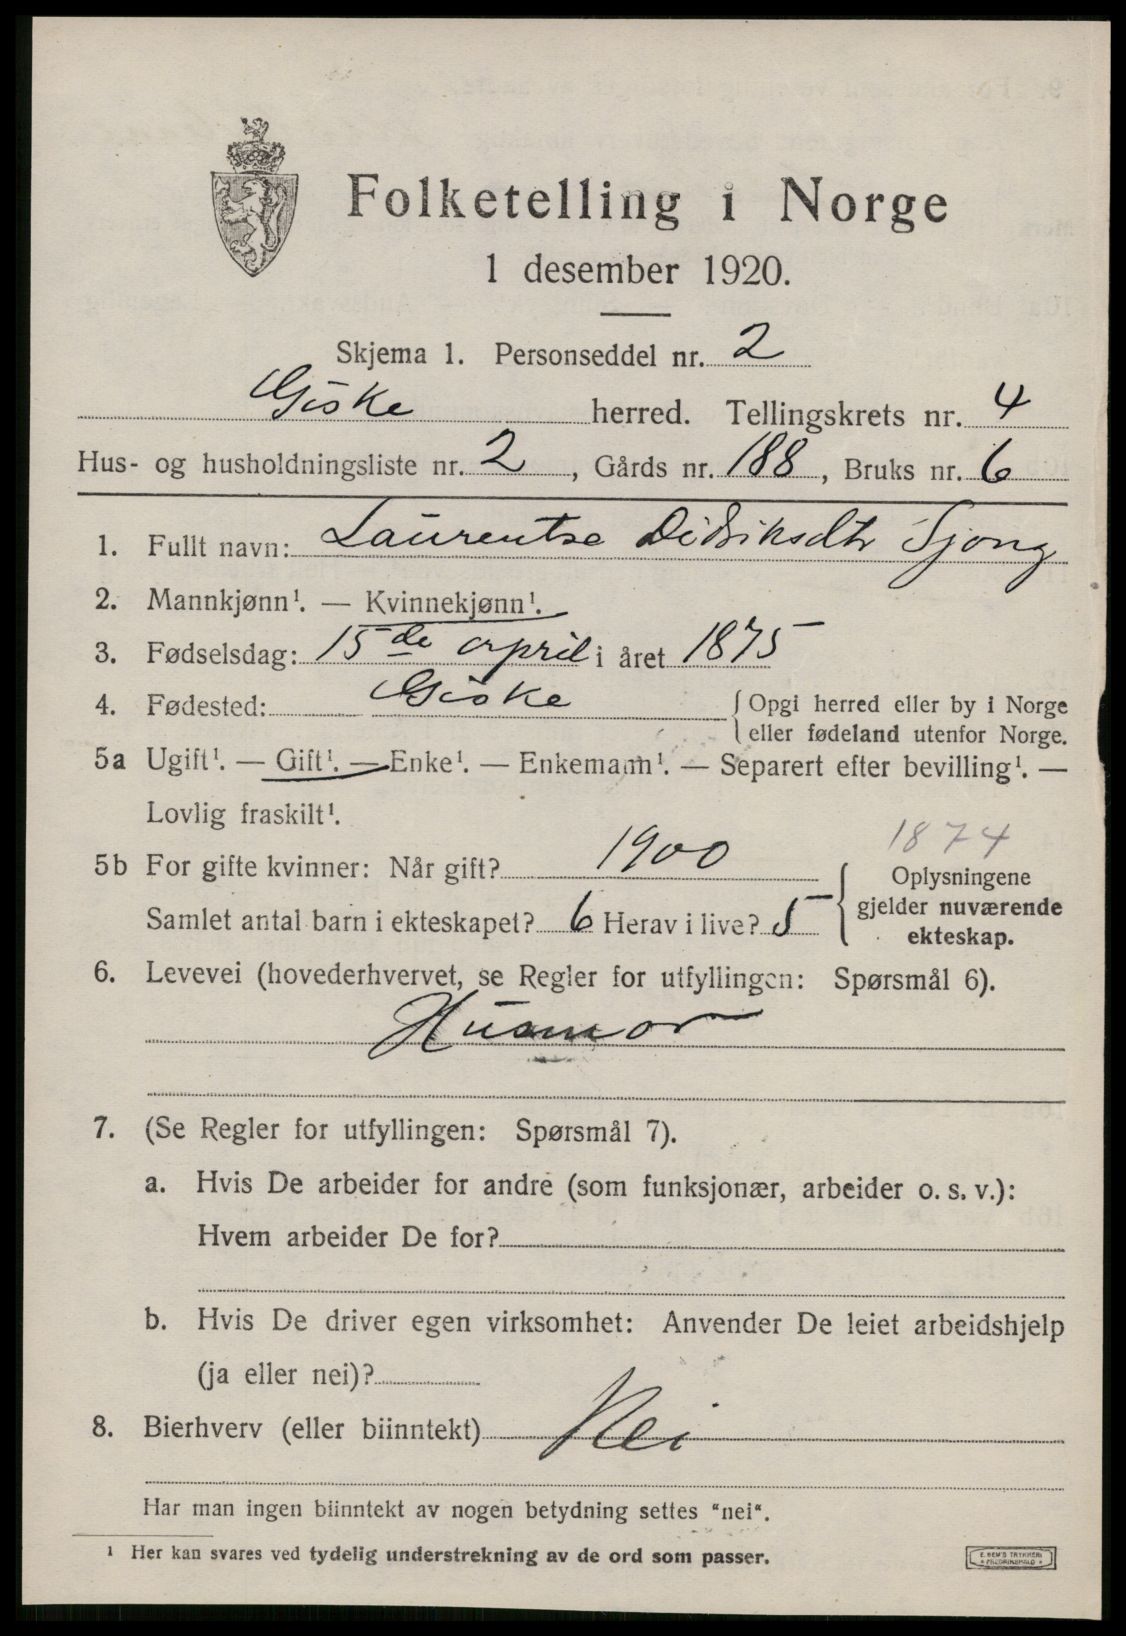 Folketelling i Norge
1 desember 1920.
Skjema 1. Personseddel nr. 2
Giske herred. Tellingskrets nr. 4
Hus- og husholdningsliste nr. 2, Gårds nr. 188, Bruks nr. 6
1. Fullt navn: Laurentse Didriksdtr Sjong
2. Mannkjønn¹. — Kvinnekjønn¹.
3. Fødselsdag: 15de april i året 1875
4. Fødested: Giske {Opgi herred eller by i Norge
eller fødeland utenfor Norge.
5a Ugift¹. — Gift¹. — Enke¹. — Enkemann¹. — Separert efter bevilling¹. —
Lovlig fraskilt¹.
1874
5b For gifte kvinner: Når gift? 1900 Oplysningene
gjelder nuværende
Samlet antal barn i ekteskapet? 6 Herav i live? 5 ekteskap.
6. Levevei (hovederhvervet, se Regler for utfyllingen: Spørsmål 6).
Husmor
7. (Se Regler for utfyllingen: Spørsmål 7).
a. Hvis De arbeider for andre (som funksjonær, arbeider o. s. v.):
Hvem arbeider De for?
b. Hvis De driver egen virksomhet: Anvender De leiet arbeidshjelp
(ja eller nei)?
8. Bierhverv (eller biinntekt) Nei
Har man ingen biinntekt av nogen betydning settes "nei".
¹ Her kan svares ved tydelig understrekning av de ord som passer.